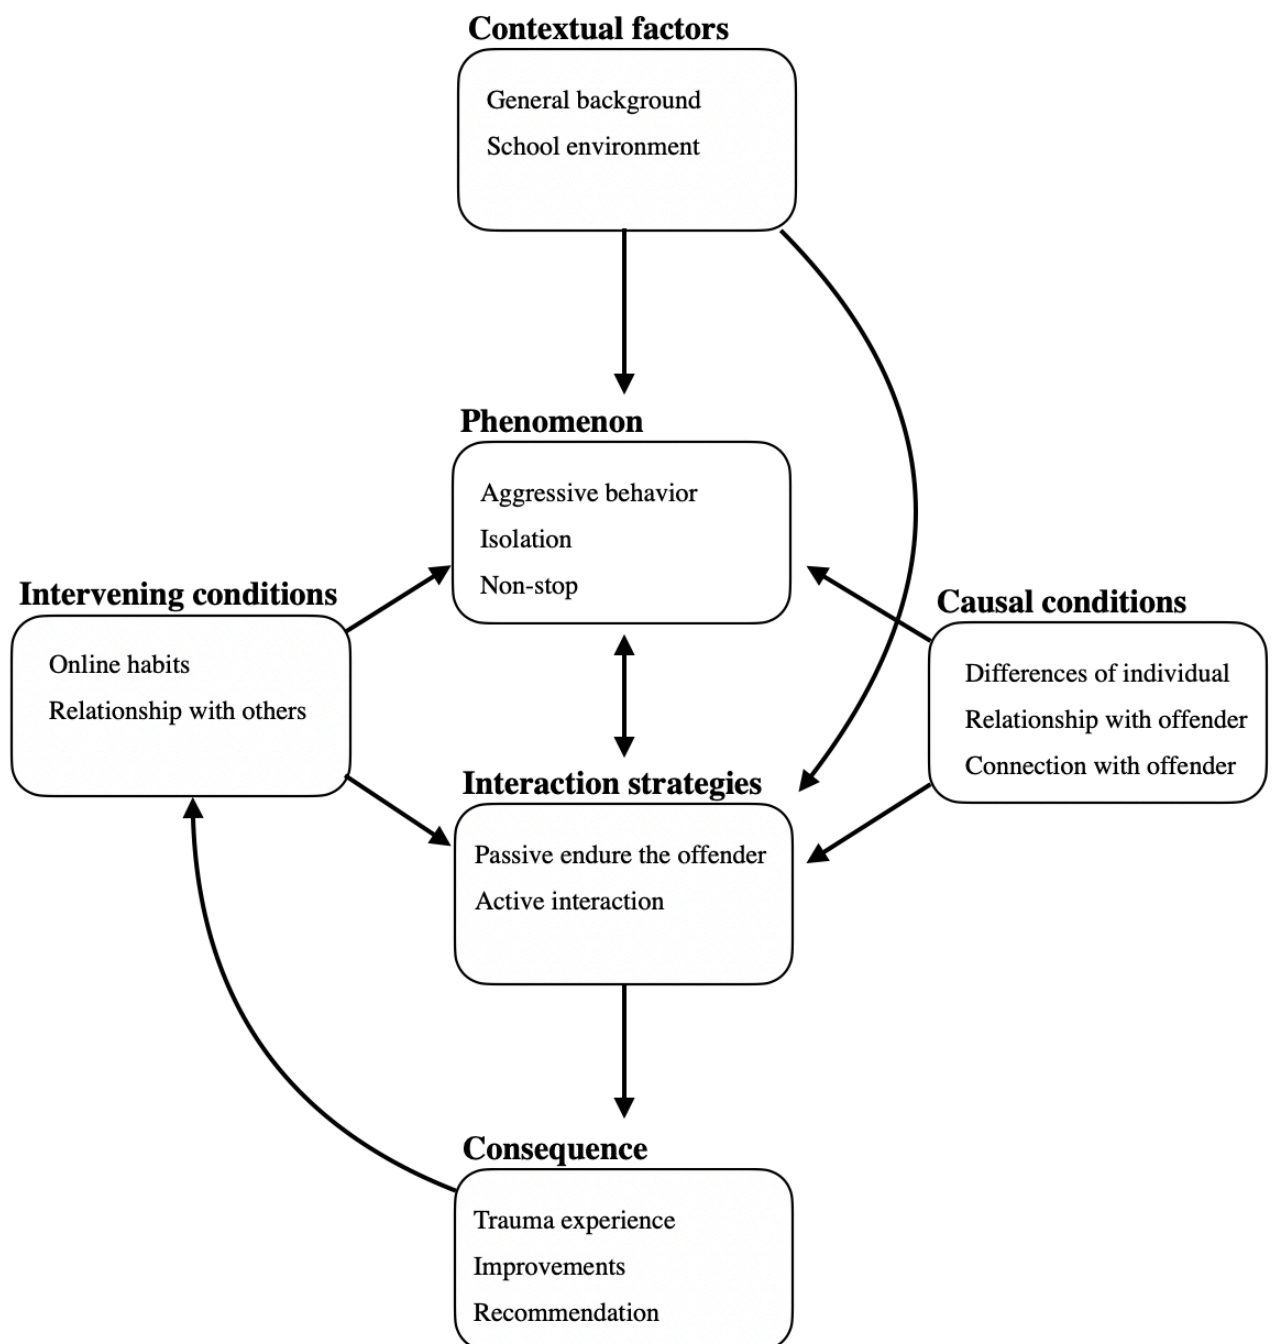 Contextual factors
General background
School environment
Phenomenon
Aggressive behavior
Isolation
Non-stop
Intervening conditions
Online habits
Relationship with others
Causal conditions
Differences of individual
Relationship with offender
Connection with offender
Interaction strategies
Passive endure the offender
Active interaction
Consequence
Trauma experience
Improvements
Recommendation